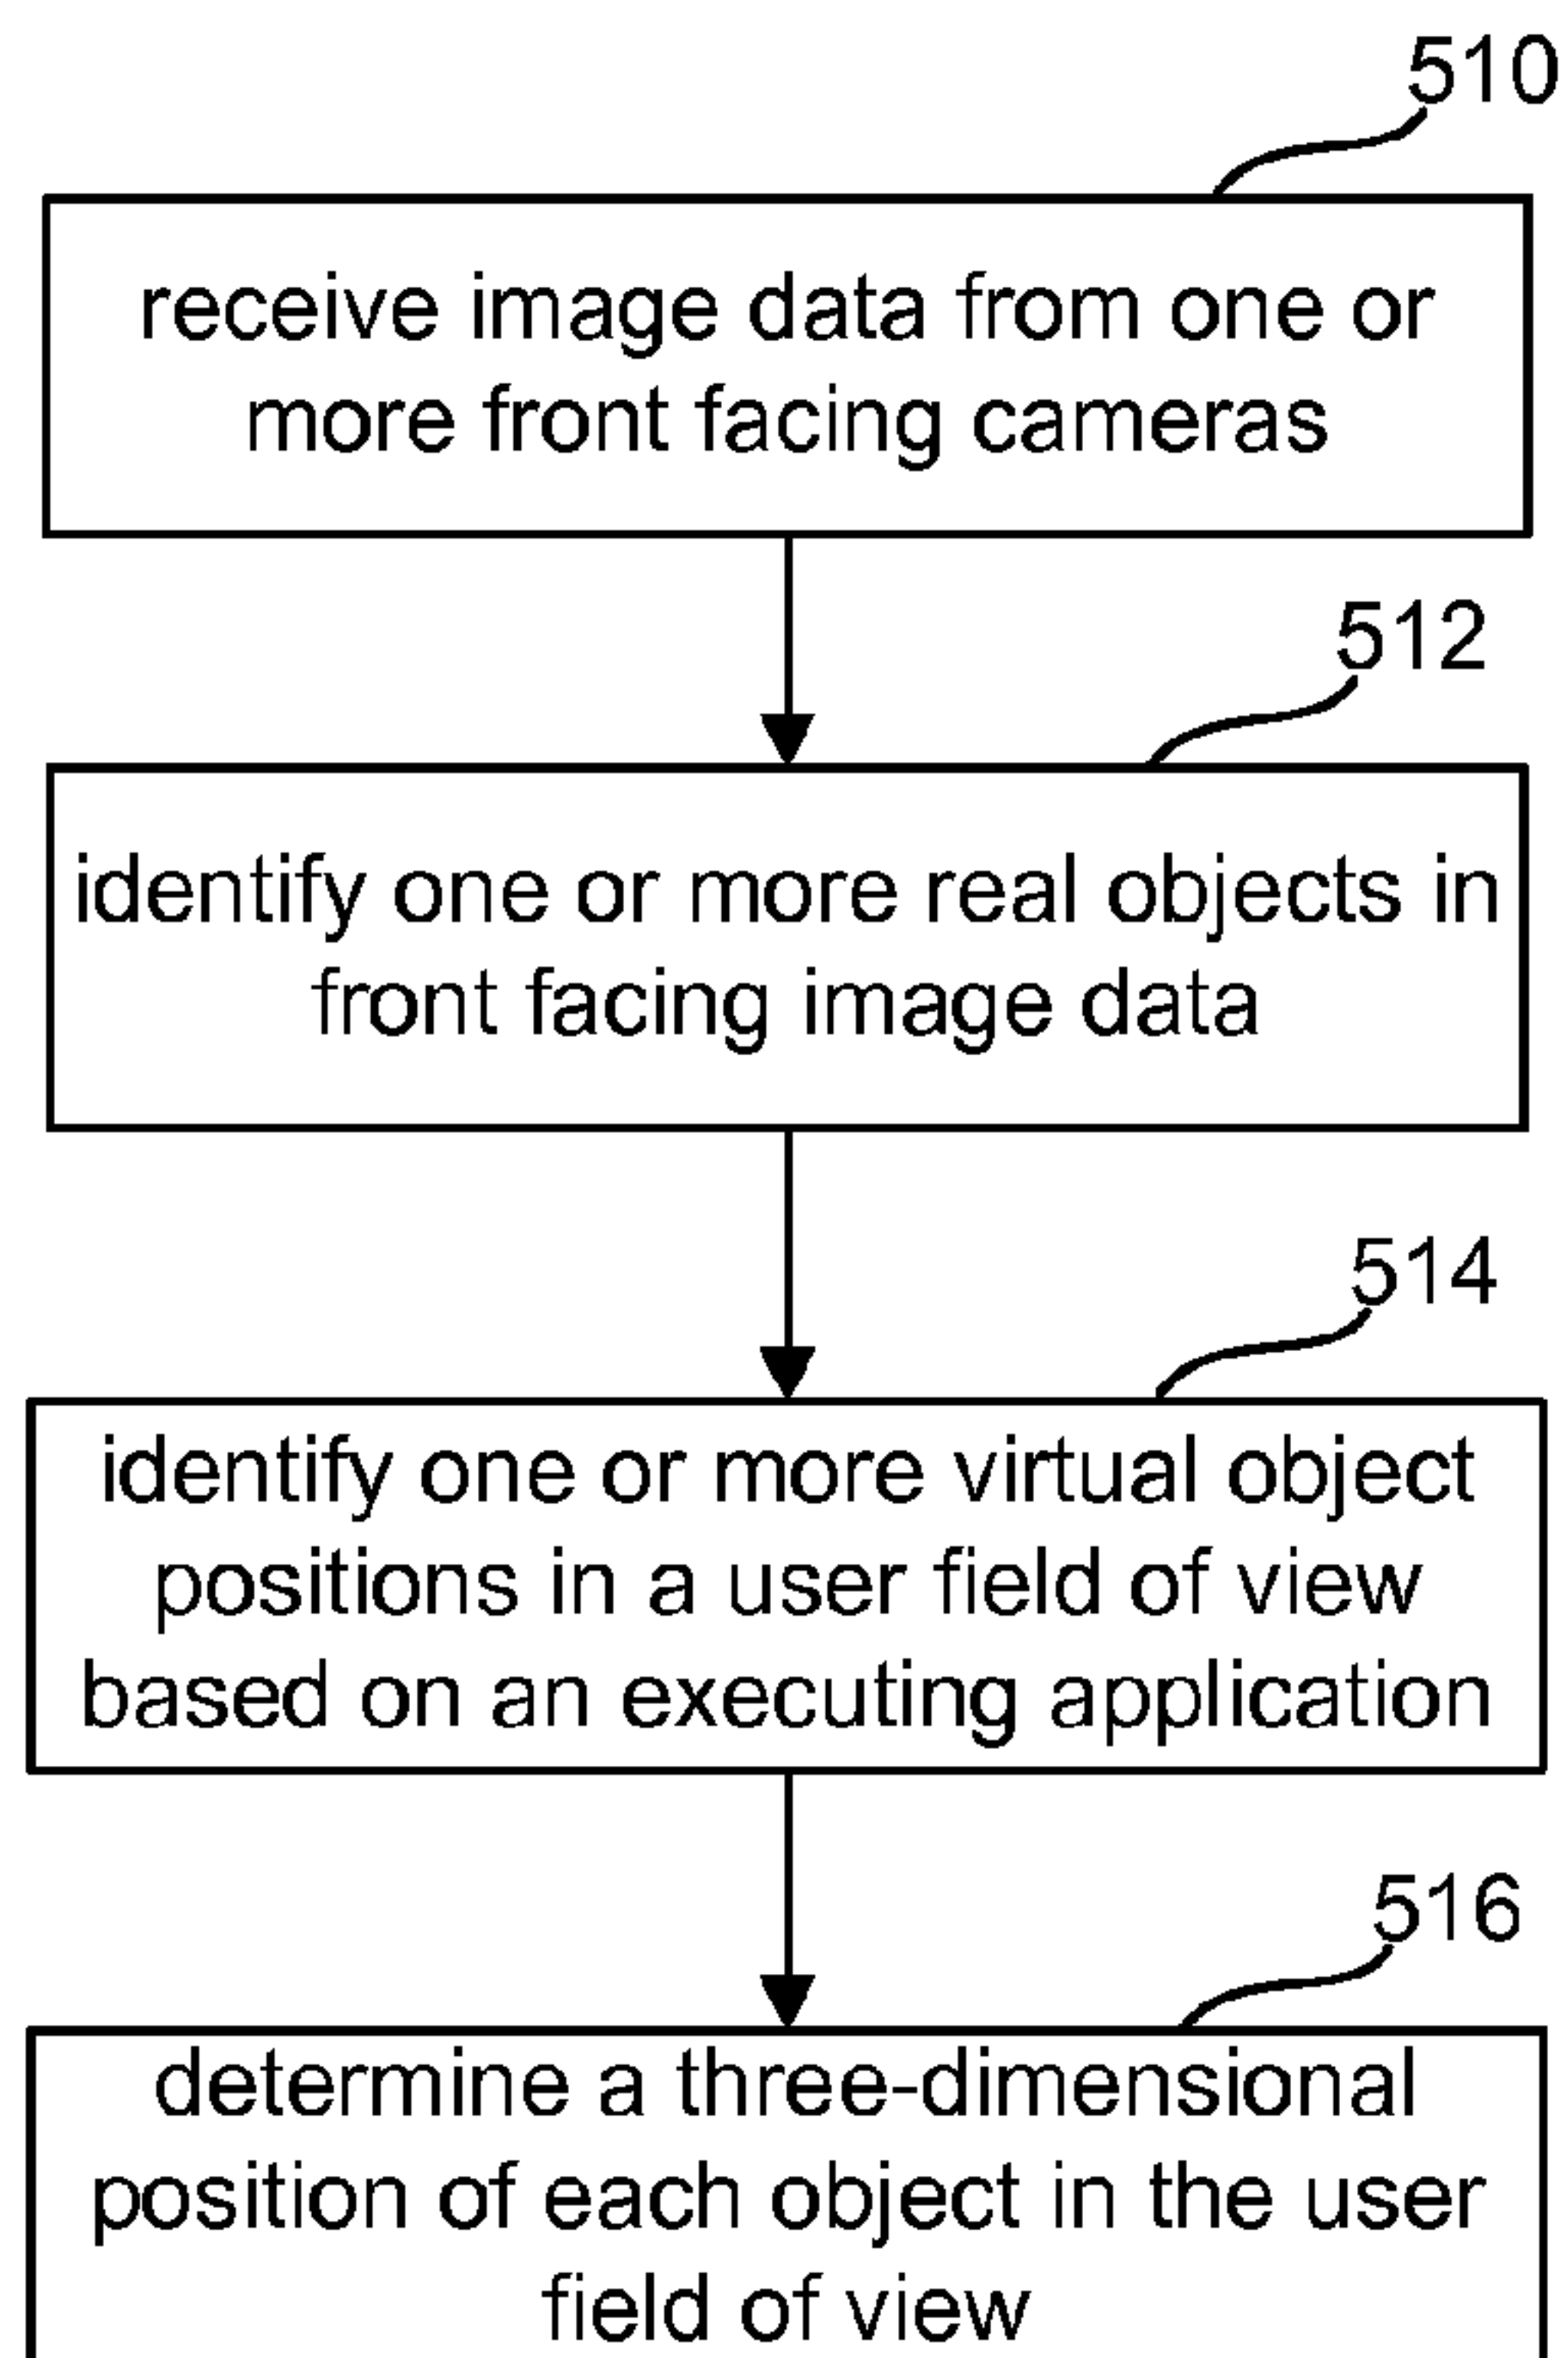 510
receive image data from one or
more front facing cameras
512
identify one or more real objects in
front facing image data
514
identify one or more virtual object
positions in a user field of view
based on an executing application
516
determine a three-dimensional
position of each object in the user
field of view